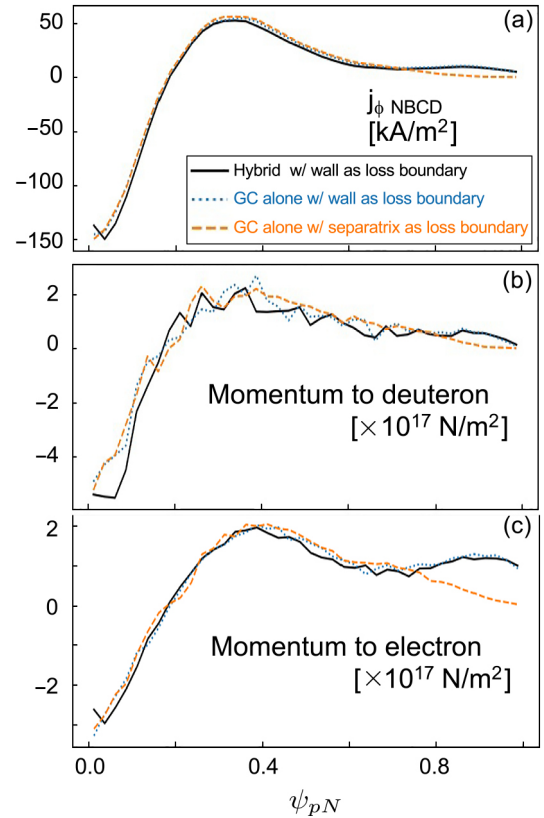 50
0
−50
−100
−150
(a)
jϕ NBCD
[kA/m²]
Hybrid w/ wall as loss boundary
GC alone w/ wall as loss boundary
GC alone w/ separatrix as loss boundary
2
0
−2
−4
(b)
Momentum to deuteron
[×10¹⁷ N/m²]
2
0
−2
(c)
Momentum to electron
[×10¹⁷ N/m²]
0.0 0.4 0.8
ψpN